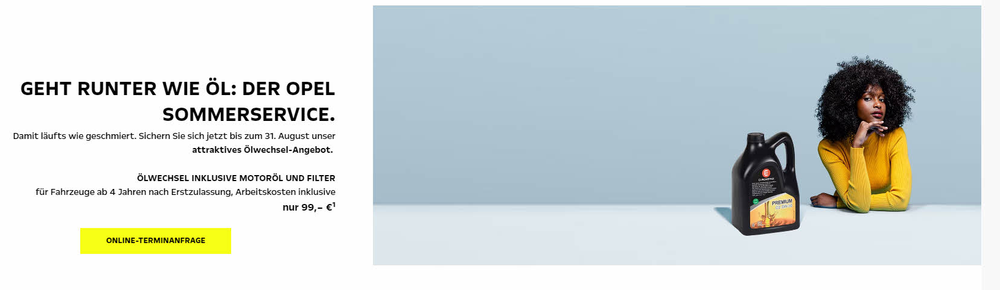 GEHT RUNTER WIE ÖL: DER OPEL
SOMMERSERVICE.
Damit läufts wie geschmiert. Sichern Sie sich jetzt bis zum 31. August unser
attraktives Ölwechsel-Angebot.
ÖLWECHSEL INKLUSIVE MOTORÖL UND FILTER
für Fahrzeuge ab 4 Jahren nach Erstzulassung, Arbeitskosten inklusive
nur 99,– €¹
ONLINE-TERMINANFRAGE
E
EUROREPAR
PREMIUM
C2 5W-30